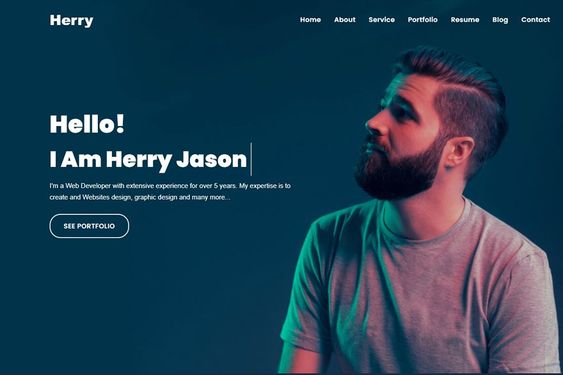 Herry
Home About Service Portfolio Resume Blog Contact
Hello!
I Am Herry Jason
I'm a Web Developer with extensive experience for over 5 years. My expertise is to
create and Websites design, graphic design and many more...
SEE PORTFOLIO